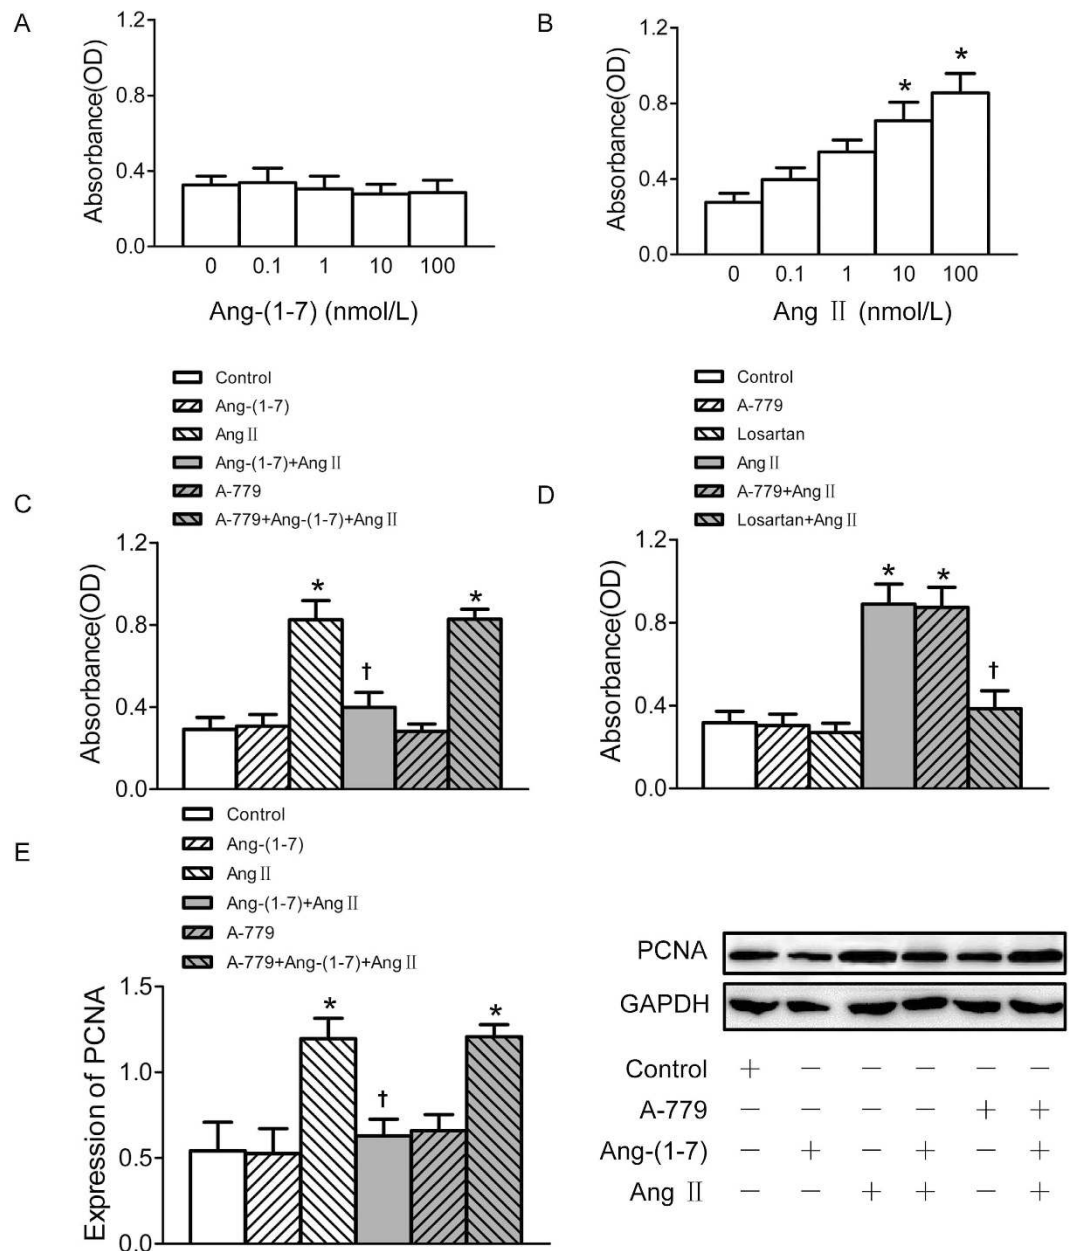 A
1.2
0.8
0.4
0.0
Absorbance(OD)
0 0.1 1 10 100
Ang-(1-7) (nmol/L)
B
1.2
0.8
0.4
0.0
Absorbance(OD)
* *
0 0.1 1 10 100
Ang Ⅱ (nmol/L)
C
Control
Ang-(1-7)
Ang Ⅱ
Ang-(1-7)+Ang Ⅱ
A-779
A-779+Ang-(1-7)+Ang Ⅱ
1.2
0.8
0.4
0.0
Absorbance(OD)
* † *
D
Control
A-779
Losartan
Ang Ⅱ
A-779+Ang Ⅱ
Losartan+Ang Ⅱ
1.2
0.8
0.4
0.0
Absorbance(OD)
* * †
E
Control
Ang-(1-7)
Ang Ⅱ
Ang-(1-7)+Ang Ⅱ
A-779
A-779+Ang-(1-7)+Ang Ⅱ
1.5
1.0
0.5
0.0
Expression of PCNA
* † *
PCNA
GAPDH
Control + − − − − −
A-779 − − − − + +
Ang-(1-7) − + − + − +
Ang Ⅱ − − + + − +